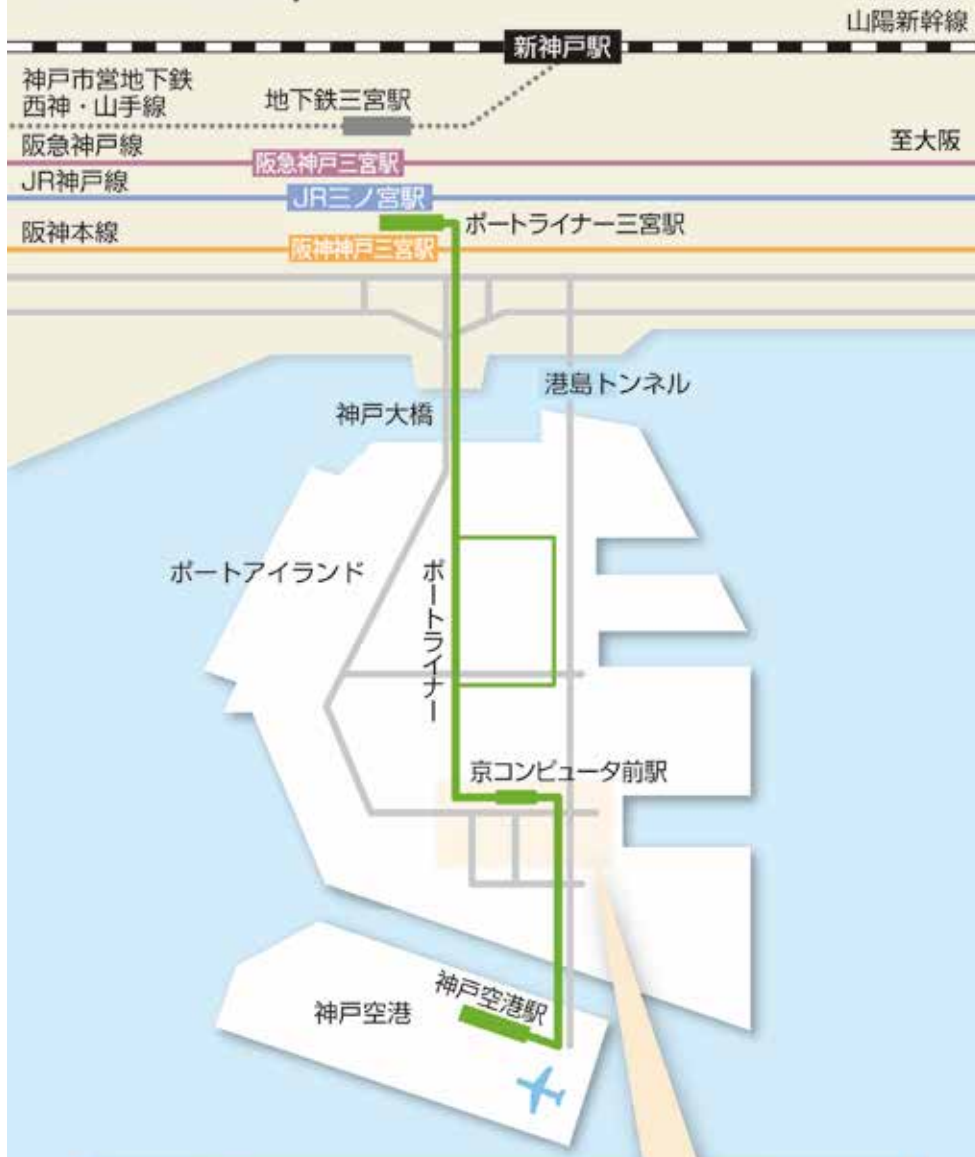 山陽新幹線
新神戸駅
神戸市営地下鉄
西神・山手線
地下鉄三宮駅
阪急神戸線
至大阪
阪急神戸三宮駅
JR神戸線
JR三ノ宮駅
ポートライナー三宮駅
阪神本線
阪神神戸三宮駅
港島トンネル
神戸大橋
ポートアイランド
ポートライナー
京コンピュータ前駅
神戸空港駅
神戸空港